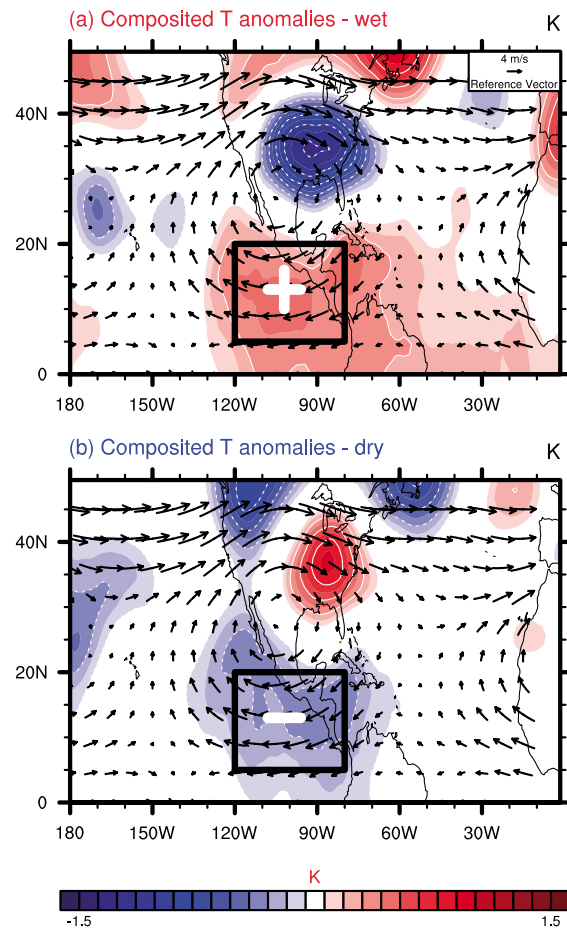 (a) Composited T anomalies - wet K
4 m/s
Reference Vector
40N
20N
0
180 150W 120W 90W 60W 30W
(b) Composited T anomalies - dry K
40N
20N
0
180 150W 120W 90W 60W 30W
K
-1.5 1.5